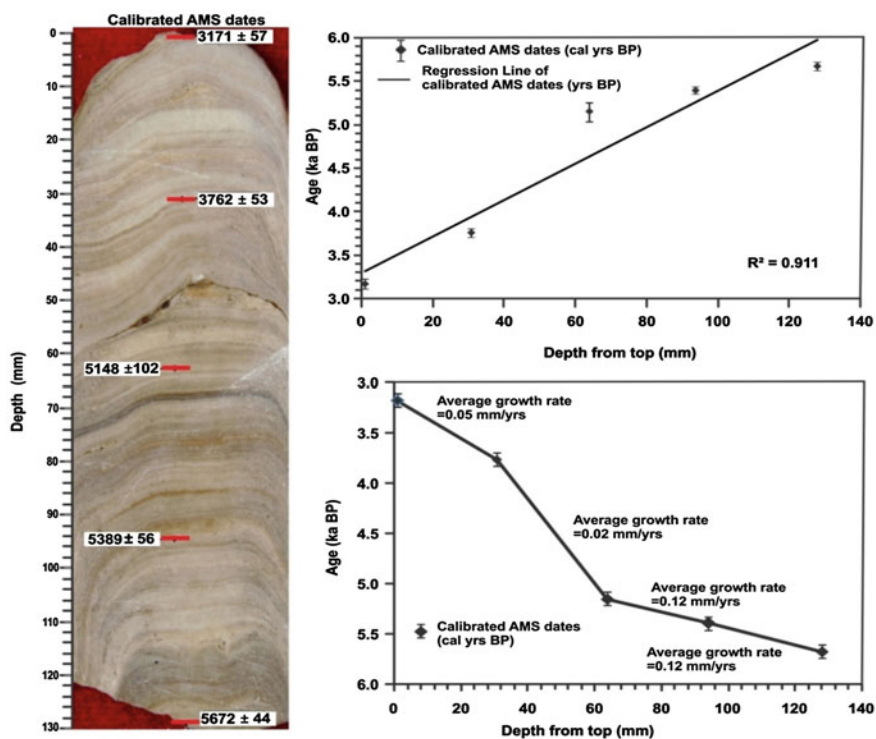 Calibrated AMS dates
0
10
20
30
40
50
60
70
80
90
100
110
120
130
Depth (mm)
3171 ± 57
3762 ± 53
5148 ±102
5389 ± 56
5672 ± 44
6.0
5.5
5.0
4.5
4.0
3.5
3.0
Age (ka BP)
Calibrated AMS dates (cal yrs BP)
Regression Line of
calibrated AMS dates (yrs BP)
R² = 0.911
0 20 40 60 80 100 120 140
Depth from top (mm)
3.0
3.5
4.0
4.5
5.0
5.5
6.0
Age (ka BP)
Average growth rate
=0.05 mm/yrs
Average growth rate
=0.02 mm/yrs
Average growth rate
=0.12 mm/yrs
Average growth rate
=0.12 mm/yrs
Calibrated AMS dates
(cal yrs BP)
0 20 40 60 80 100 120 140
Depth from top (mm)